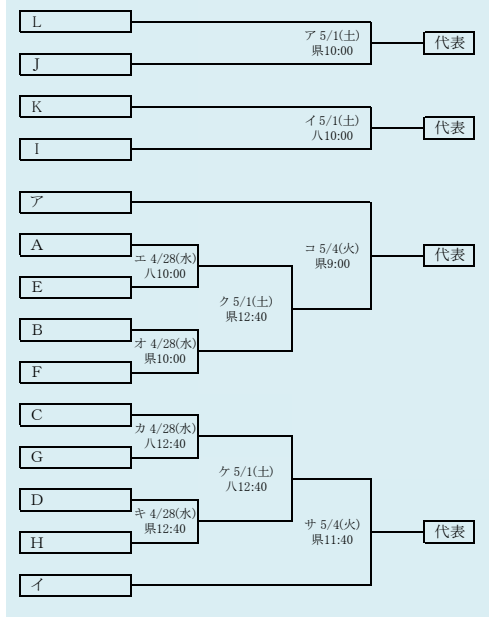 L
ア 5/1(土)
県10:00
代表
J
K
イ 5/1(土)
八10:00
代表
I
ア
A
エ 4/28(水)
八10:00
E
ク 5/1(土)
県12:40
コ 5/4(火)
県9:00
代表
B
オ 4/28(水)
県10:00
F
C
カ 4/28(水)
八12:40
G
ケ 5/1(土)
八12:40
D
キ 4/28(水)
県12:40
H
サ 5/4(火)
県11:40
代表
イ